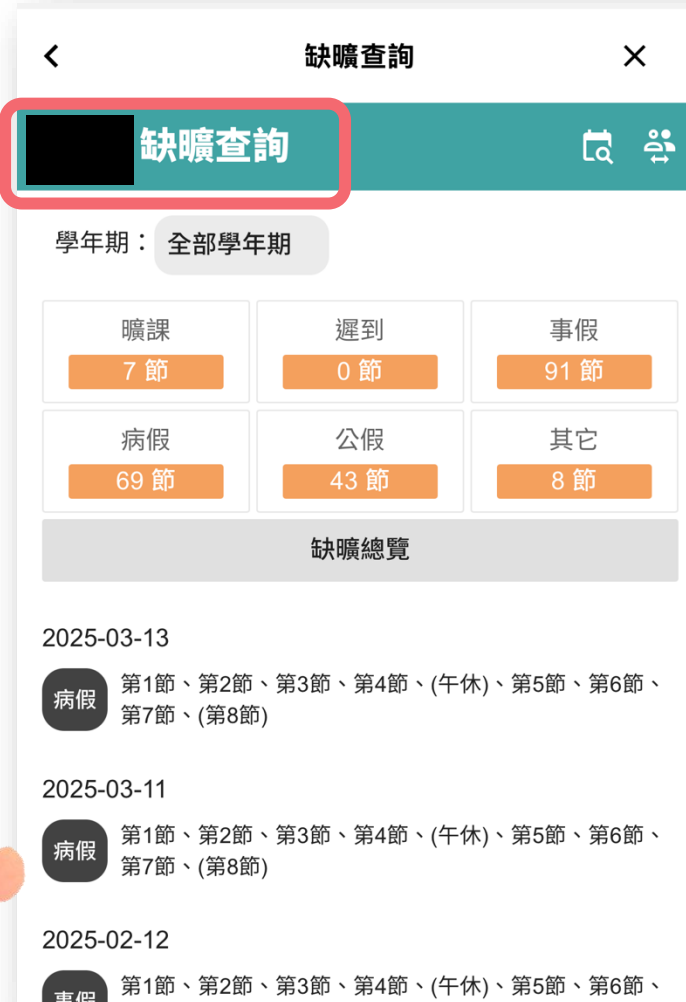 缺曠查詢
缺曠查詢
學年期： 全部學年期
曠課 遲到 事假
7 節 0 節 91 節
病假 公假 其它
69 節 43 節 8 節
缺曠總覽
2025-03-13
病假 第1節、第2節、第3節、第4節、(午休)、第5節、第6節、
第7節、(第8節)
2025-03-11
病假 第1節、第2節、第3節、第4節、(午休)、第5節、第6節、
第7節、(第8節)
2025-02-12
事假 第1節、第2節、第3節、第4節、(午休)、第5節、第6節、